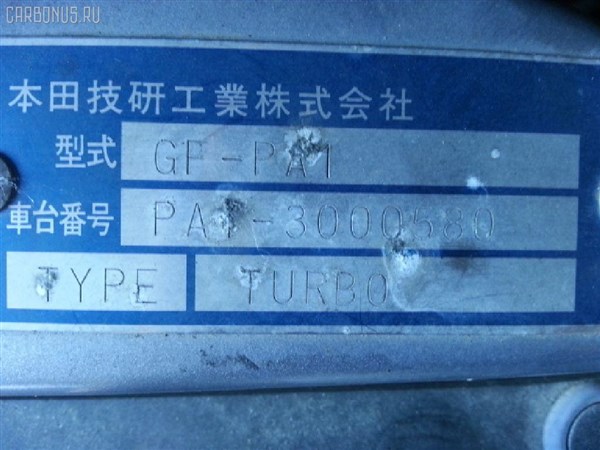 CARBONUS.RU
本田技研工業株式会社
型式 GF-PA1
車台番号 PA1-3000580
TYPE TURBO